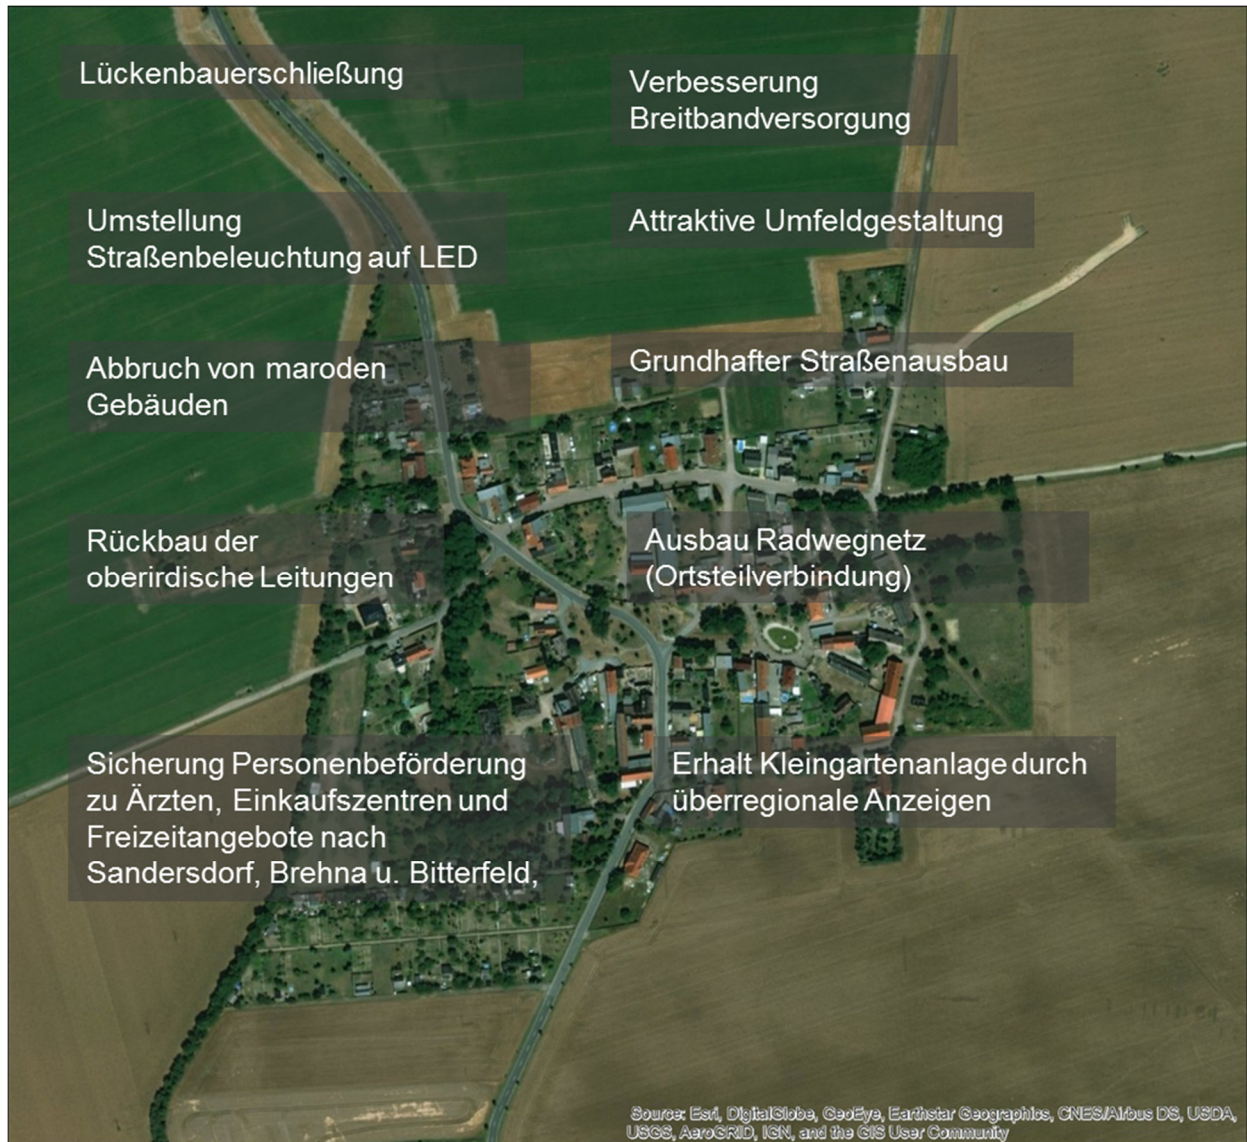 Lückenbauerschließung
Verbesserung
Breitbandversorgung
Umstellung
Straßenbeleuchtung auf LED
Attraktive Umfeldgestaltung
Abbruch von maroden
Gebäuden
Grundhafter Straßenausbau
Rückbau der
oberirdische Leitungen
Ausbau Radwegnetz
(Ortsteilverbindung)
Sicherung Personenbeförderung
zu Ärzten, Einkaufszentren und
Freizeitangebote nach
Sandersdorf, Brehna u. Bitterfeld,
Erhalt Kleingartenanlage durch
überregionale Anzeigen
Source: Esri, DigitalGlobe, GeoEye, Earthstar Geographics, CNES/Airbus DS, USDA,
USGS, AeroGRID, IGN, and the GIS User Community